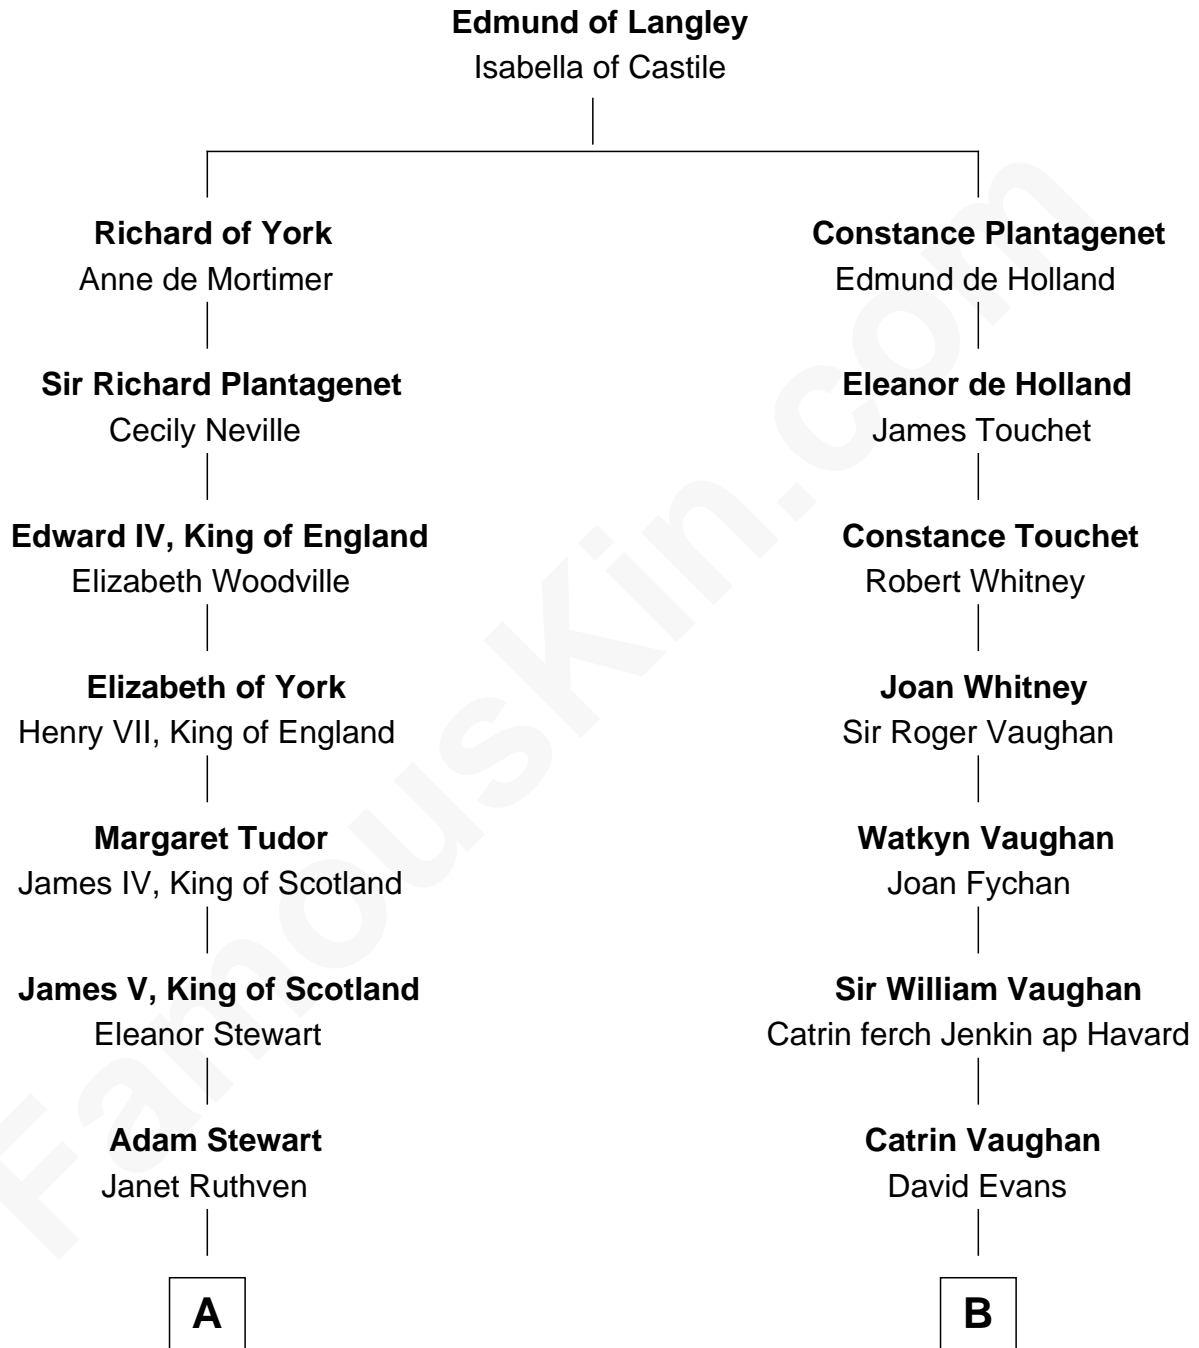 Edmund of Langley
Isabella of Castile
Richard of York
Anne de Mortimer
Sir Richard Plantagenet
Cecily Neville
Edward IV, King of England
Elizabeth Woodville
Elizabeth of York
Henry VII, King of England
Margaret Tudor
James IV, King of Scotland
James V, King of Scotland
Eleanor Stewart
Adam Stewart
Janet Ruthven
A
Constance Plantagenet
Edmund de Holland
Eleanor de Holland
James Touchet
Constance Touchet
Robert Whitney
Joan Whitney
Sir Roger Vaughan
Watkyn Vaughan
Joan Fychan
Sir William Vaughan
Catrin ferch Jenkin ap Havard
Catrin Vaughan
David Evans
B
FamousKin.com